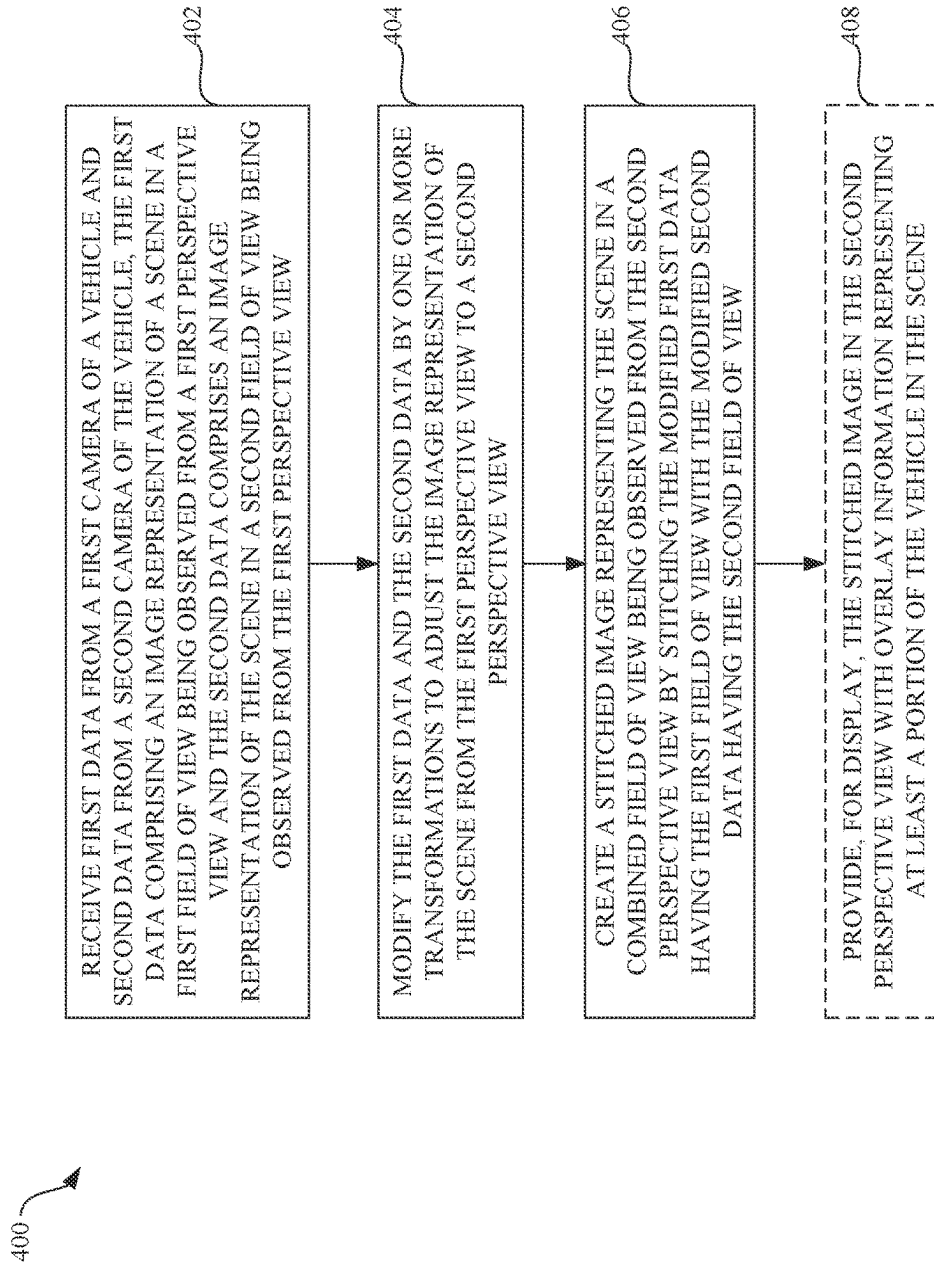 400
RECEIVE FIRST DATA FROM A FIRST CAMERA OF A VEHICLE AND
SECOND DATA FROM A SECOND CAMERA OF THE VEHICLE, THE FIRST
DATA COMPRISING AN IMAGE REPRESENTATION OF A SCENE IN A
FIRST FIELD OF VIEW BEING OBSERVED FROM A FIRST PERSPECTIVE
VIEW AND THE SECOND DATA COMPRISES AN IMAGE
REPRESENTATION OF THE SCENE IN A SECOND FIELD OF VIEW BEING
OBSERVED FROM THE FIRST PERSPECTIVE VIEW
402
MODIFY THE FIRST DATA AND THE SECOND DATA BY ONE OR MORE
TRANSFORMATIONS TO ADJUST THE IMAGE REPRESENTATION OF
THE SCENE FROM THE FIRST PERSPECTIVE VIEW TO A SECOND
PERSPECTIVE VIEW
404
CREATE A STITCHED IMAGE REPRESENTING THE SCENE IN A
COMBINED FIELD OF VIEW BEING OBSERVED FROM THE SECOND
PERSPECTIVE VIEW BY STITCHING THE MODIFIED FIRST DATA
HAVING THE FIRST FIELD OF VIEW WITH THE MODIFIED SECOND
DATA HAVING THE SECOND FIELD OF VIEW
406
PROVIDE, FOR DISPLAY, THE STITCHED IMAGE IN THE SECOND
PERSPECTIVE VIEW WITH OVERLAY INFORMATION REPRESENTING
AT LEAST A PORTION OF THE VEHICLE IN THE SCENE
408